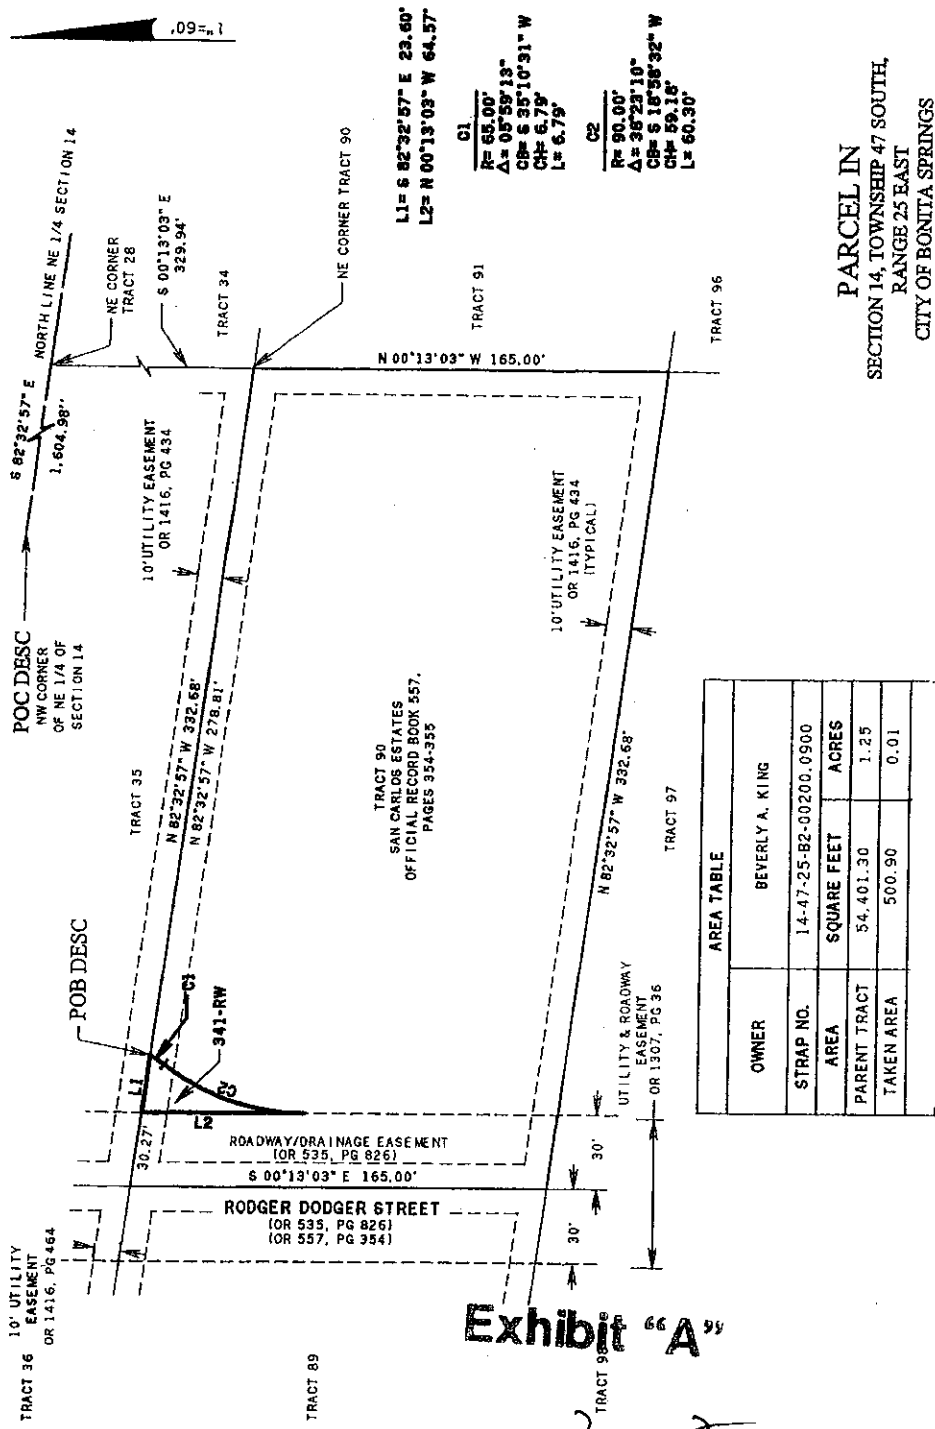 1"=60'
POC DESC
NW CORNER
OF NE 1/4 OF
SECTION 14
S 82°32'57" E
1,604.98''
NORTH LINE NE 1/4 SECTION 14
NE CORNER
TRACT 28
S 00°13'03" E
329.94'
TRACT 34
NE CORNER TRACT 90
L1= S 82°32'57" E 23.60'
L2= N 00°13'03" W 64.57'
C1
R= 65.00'
Δ= 05°59'13"
CB= S 35°10'31" W
CH= 6.79'
L= 6.79'
C2
R= 90.00'
Δ= 38°23'10"
CB= S 18°58'32" W
CH= 59.18'
L= 60.30'
10'UTILITY EASEMENT
OR 1416, PG 434
TRACT 35
N 82°32'57" W 332.68'
N 82°32'57" W 278.81'
N 00°13'03" W 165.00'
TRACT 91
TRACT 96
POB DESC
C1
341-RW
L1
C2
L2
TRACT 90
SAN CARLOS ESTATES
OFFICIAL RECORD BOOK 557,
PAGES 354-355
10'UTILITY EASEMENT
OR 1416, PG 434
(TYPICAL)
N 82°32'57" W 332.68'
TRACT 97
30.27'
ROADWAY/DRAINAGE EASEMENT
(OR 535, PG 826)
S 00°13'03" E 165.00'
RODGER DODGER STREET
(OR 535, PG 826)
(OR 557, PG 354)
UTILITY & ROADWAY
EASEMENT
OR 1307, PG 36
30'
30'
10' UTILITY
EASEMENT
OR 1416, PG 464
TRACT 36
TRACT 89
TRACT 98
AREA TABLE
OWNER BEVERLY A. KING
STRAP NO. 14-47-25-B2-00200.0900
AREA SQUARE FEET ACRES
PARENT TRACT 54,401.30 1.25
TAKEN AREA 500.90 0.01
PARCEL IN
SECTION 14, TOWNSHIP 47 SOUTH,
RANGE 25 EAST
CITY OF BONITA SPRINGS
Exhibit "A"